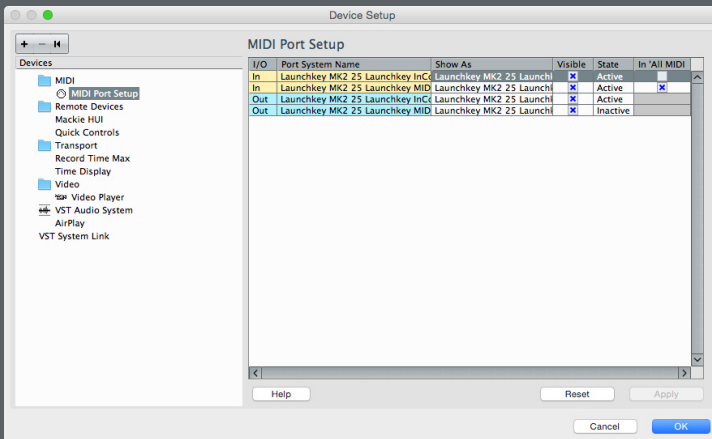 Device Setup
+ -
Devices
MIDI
MIDI Port Setup
Remote Devices
Mackie HUI
Quick Controls
Transport
Record Time Max
Time Display
Video
Video Player
VST Audio System
AirPlay
VST System Link
MIDI Port Setup
I/O Port System Name Show As Visible State In 'All MIDI
In Launchkey MK2 25 Launchkey InCo Launchkey MK2 25 Launchl Active
In Launchkey MK2 25 Launchkey MID Launchkey MK2 25 Launchl Active
Out Launchkey MK2 25 Launchkey InCo Launchkey MK2 25 Launchl Active
Out Launchkey MK2 25 Launchkey MID Launchkey MK2 25 Launchl Inactive
Help
Reset
Apply
Cancel
OK